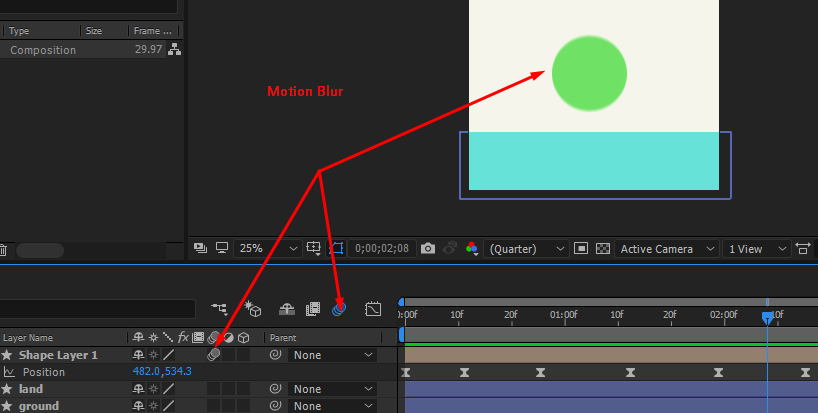 Type Size Frame ...
Composition 29.97
Motion Blur
25% 0;00;02;08 (Quarter) Active Camera 1 View
:00f 10f 20f 01:00f 10f 20f 02:00f 10f
Layer Name fx Parent
Shape Layer 1 None
Position 482.0,534.3
land None
ground None